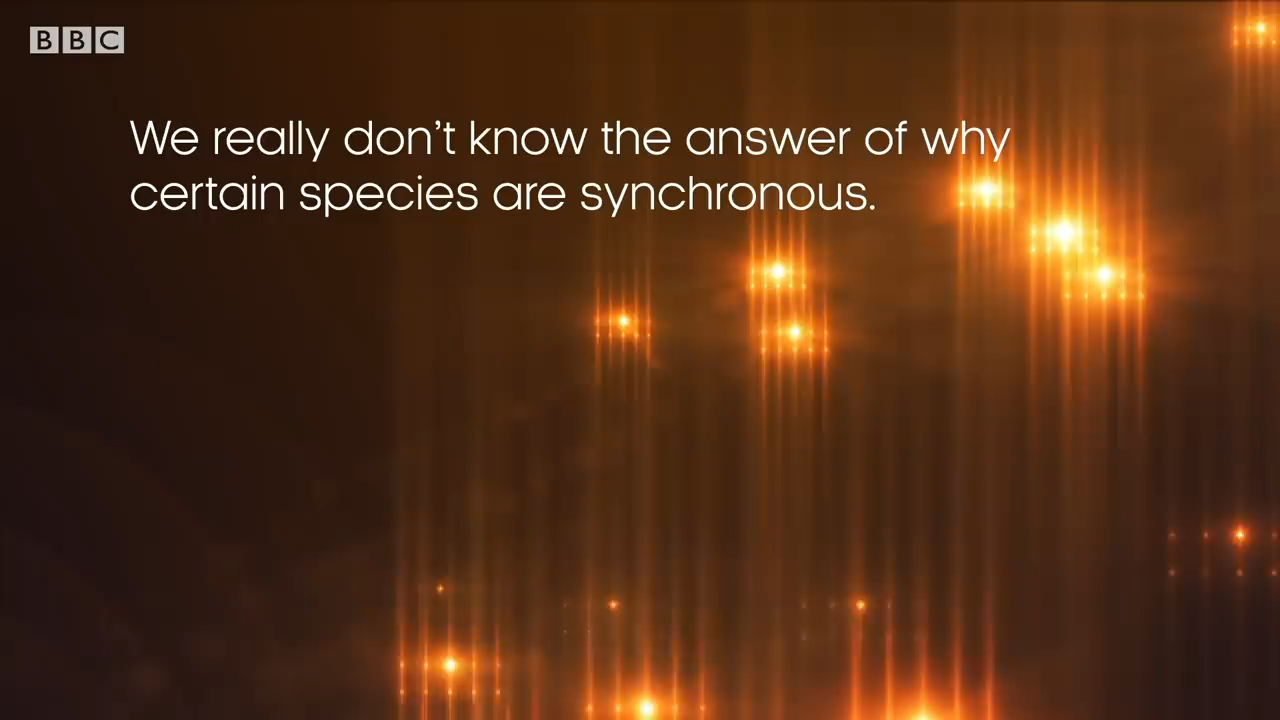 BBC
We really don't know the answer of why
certain species are synchronous.